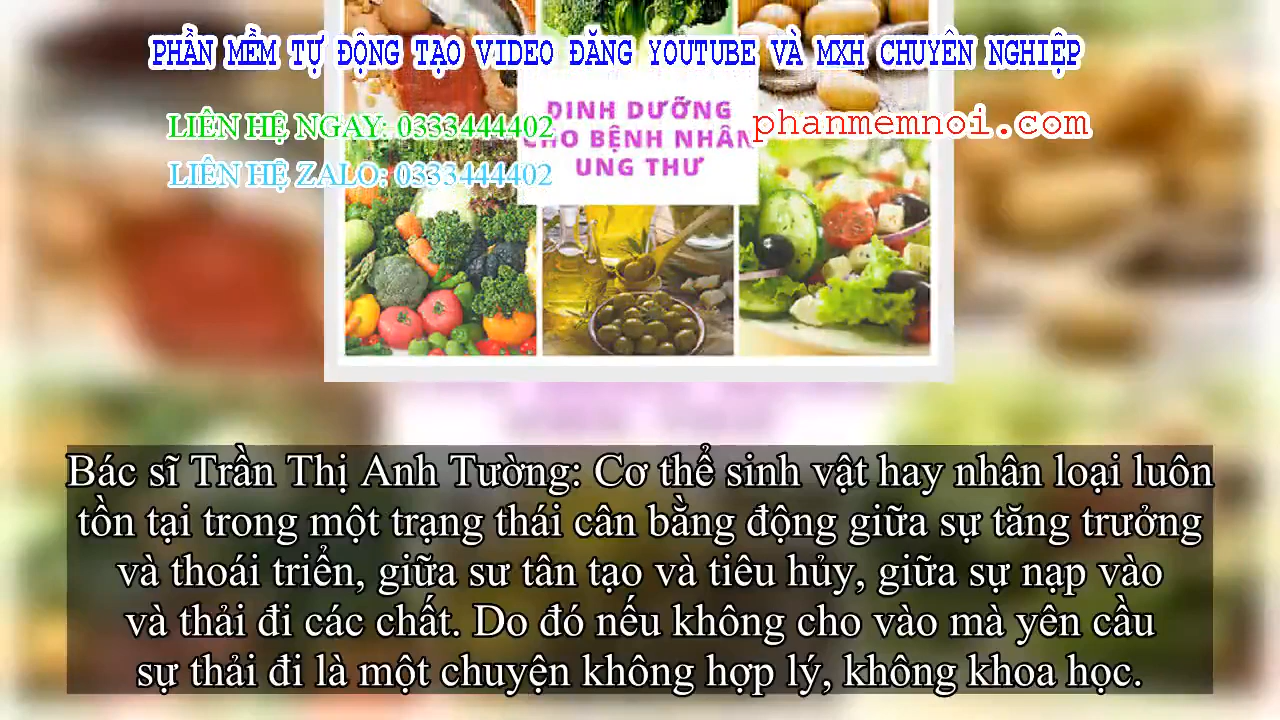 PHẦN MỀM TỰ ĐỘNG TẠO VIDEO ĐĂNG YOUTUBE VÀ MXH CHUYÊN NGHIỆP
LIÊN HỆ NGAY: 0333444402
phanmemnoi.com
LIÊN HỆ ZALO: 0333444402
DINH DƯỠNG
CHO BỆNH NHÂN
UNG THƯ
Bác sĩ Trần Thị Anh Tường: Cơ thể sinh vật hay nhân loại luôn
tồn tại trong một trạng thái cân bằng động giữa sự tăng trưởng
và thoái triển, giữa sư tân tạo và tiêu hủy, giữa sự nạp vào
và thải đi các chất. Do đó nếu không cho vào mà yên cầu
sự thải đi là một chuyện không hợp lý, không khoa học.